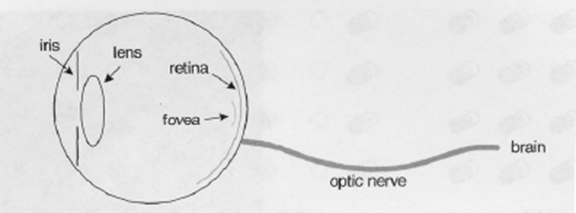 iris
lens
retina
fovea
brain
optic nerve